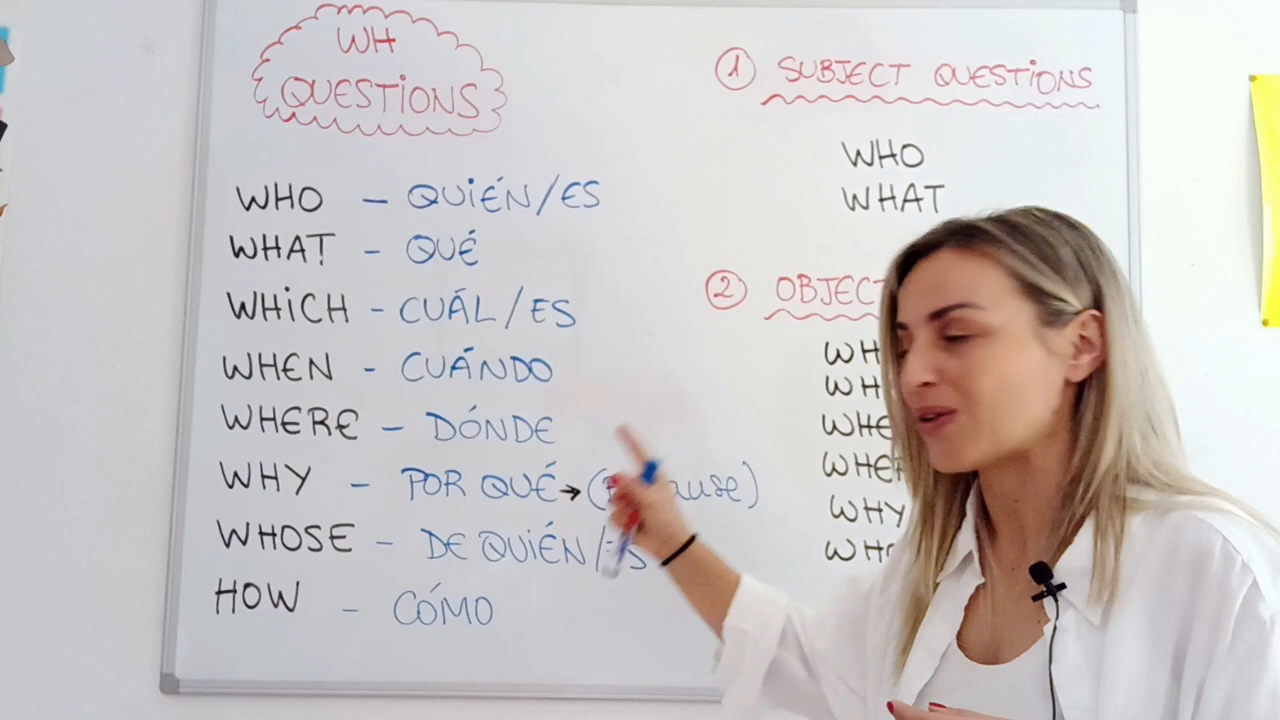 WH
QUESTIONS
WHO - QUIÉN/ES
WHAT - QUÉ
WHICH - CUÁL/ES
WHEN - CUÁNDO
WHERE - DÓNDE
WHY - POR QUÉ →
WHOSE - DE QUIÉN/ES
HOW - CÓMO
1 SUBJECT QUESTIONS
WHO
WHAT
2 OBJECT
WHY